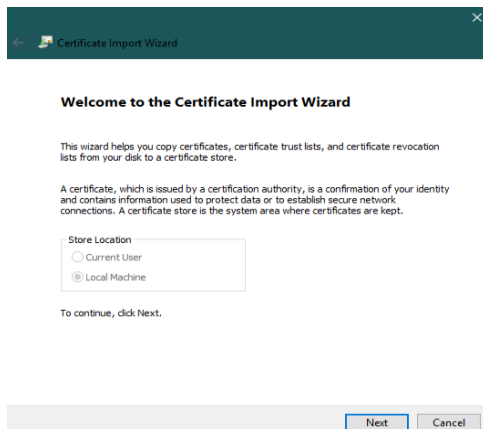 Certificate Import Wizard
Welcome to the Certificate Import Wizard
This wizard helps you copy certificates, certificate trust lists, and certificate revocation
lists from your disk to a certificate store.
A certificate, which is issued by a certification authority, is a confirmation of your identity
and contains information used to protect data or to establish secure network
connections. A certificate store is the system area where certificates are kept.
Store Location
Current User
Local Machine
To continue, click Next.
Next Cancel